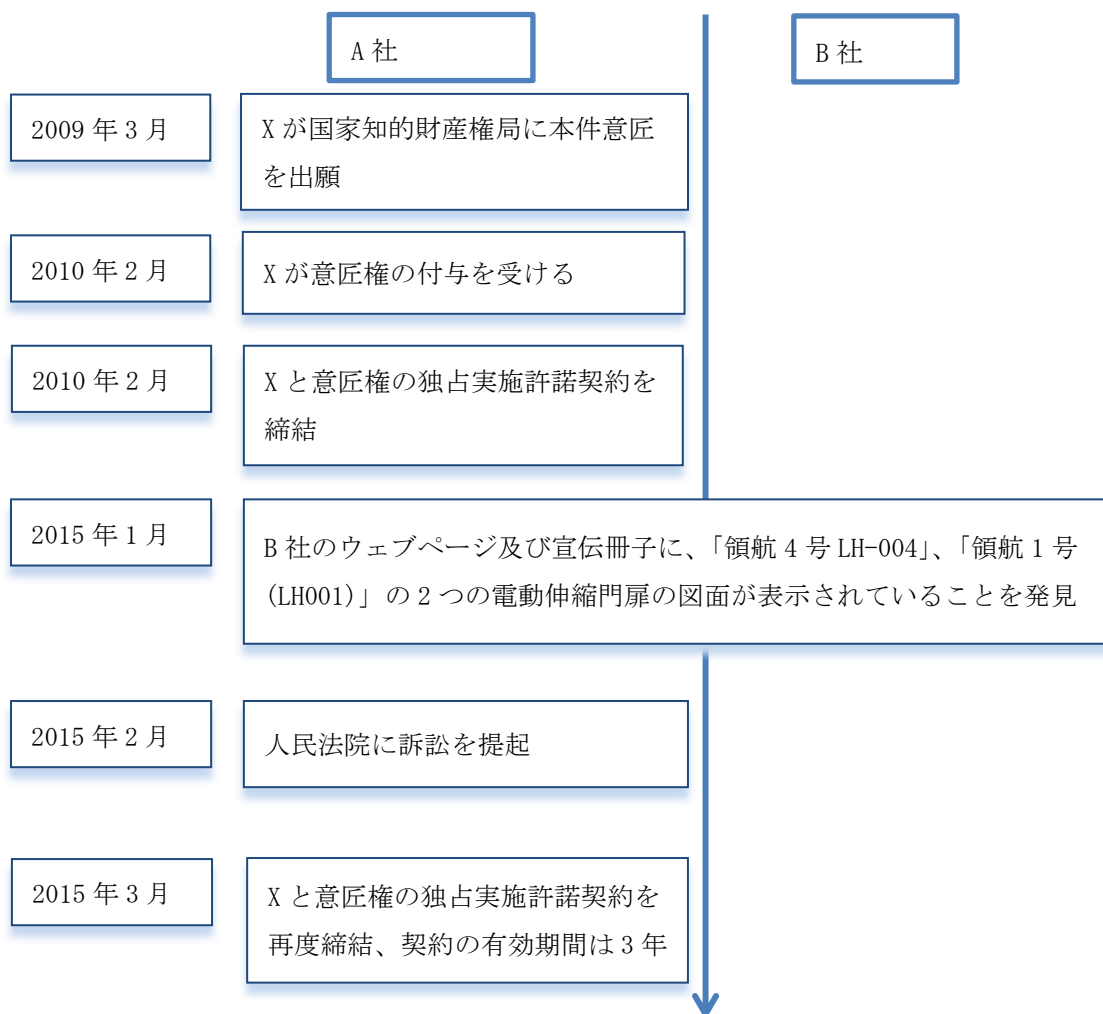 A 社
B 社
2009 年 3 月
X が国家知的財産権局に本件意匠
を出願
2010 年 2 月
X が意匠権の付与を受ける
2010 年 2 月
X と意匠権の独占実施許諾契約を
締結
2015 年 1 月
B 社のウェブページ及び宣伝冊子に、「領航 4 号 LH-004」、「領航 1 号
(LH001)」の 2 つの電動伸縮門扉の図面が表示されていることを発見
2015 年 2 月
人民法院に訴訟を提起
2015 年 3 月
X と意匠権の独占実施許諾契約を
再度締結、契約の有効期間は 3 年